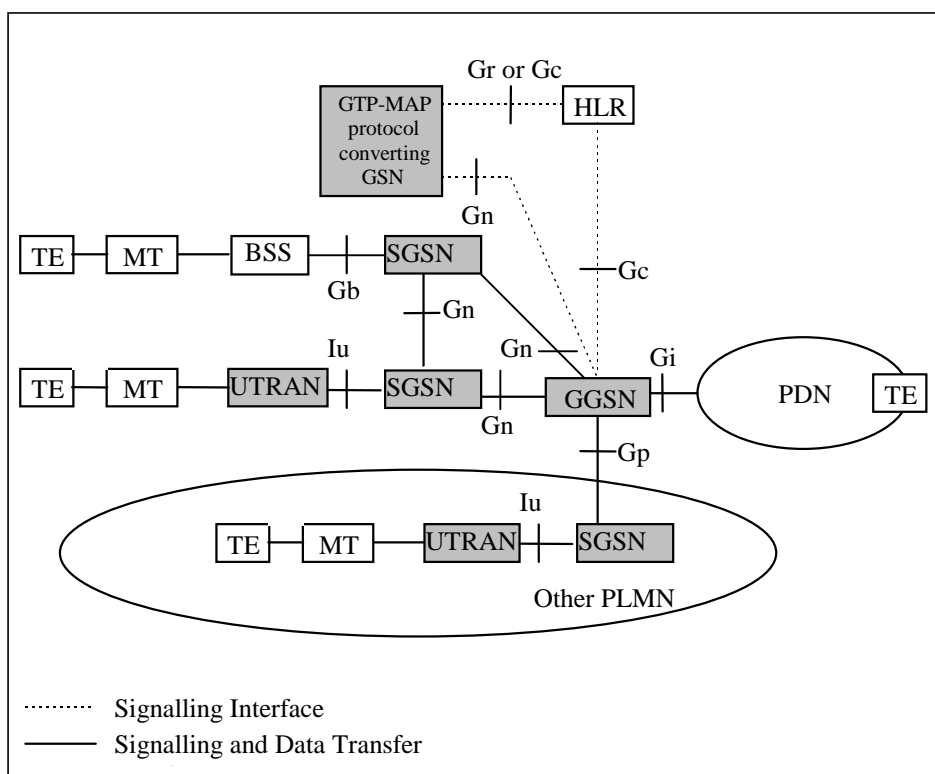 Gr or Gc
GTP-MAP
protocol
converting
GSN
HLR
Gn
TE
MT
BSS
SGSN
Gb
Gn
Gc
Gn
Iu
Gi
TE
MT
UTRAN
SGSN
Gn
GGSN
PDN
TE
Gp
Iu
TE
MT
UTRAN
SGSN
Other PLMN
Signalling Interface
Signalling and Data Transfer